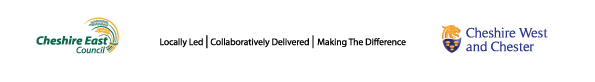 Cheshire East
Council
Locally Led | Collaboratively Delivered | Making The Difference
Cheshire West
and Chester